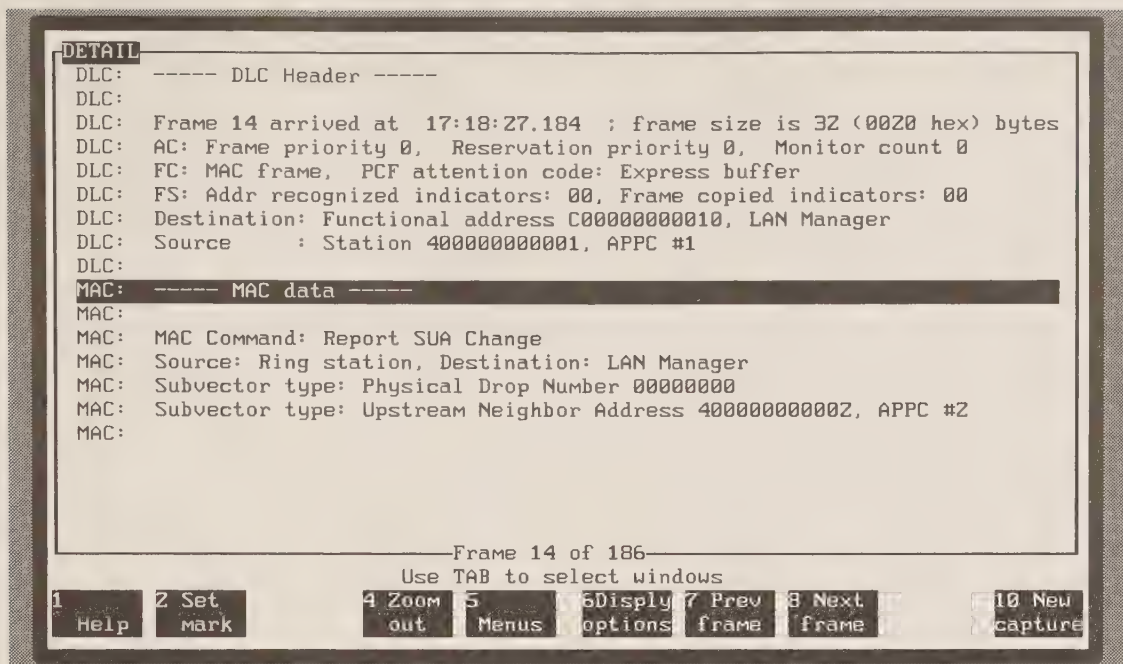 DETAIL
DLC: ----- DLC Header -----
DLC:
DLC: Frame 14 arrived at 17:18:27.184 ; frame size is 32 (0020 hex) bytes
DLC: AC: Frame priority 0, Reservation priority 0, Monitor count 0
DLC: FC: MAC frame, PCF attention code: Express buffer
DLC: FS: Addr recognized indicators: 00, Frame copied indicators: 00
DLC: Destination: Functional address C00000000010, LAN Manager
DLC: Source : Station 400000000001, APPC #1
DLC:
MAC: ----- MAC data -----
MAC:
MAC: MAC Command: Report SUA Change
MAC: Source: Ring station, Destination: LAN Manager
MAC: Subvector type: Physical Drop Number 00000000
MAC: Subvector type: Upstream Neighbor Address 400000000002, APPC #2
MAC:
Frame 14 of 186
Use TAB to select windows
1 Help 2 Set mark 4 Zoom out 5 Menus 6Disply options 7 Prev frame 8 Next frame 10 New capture